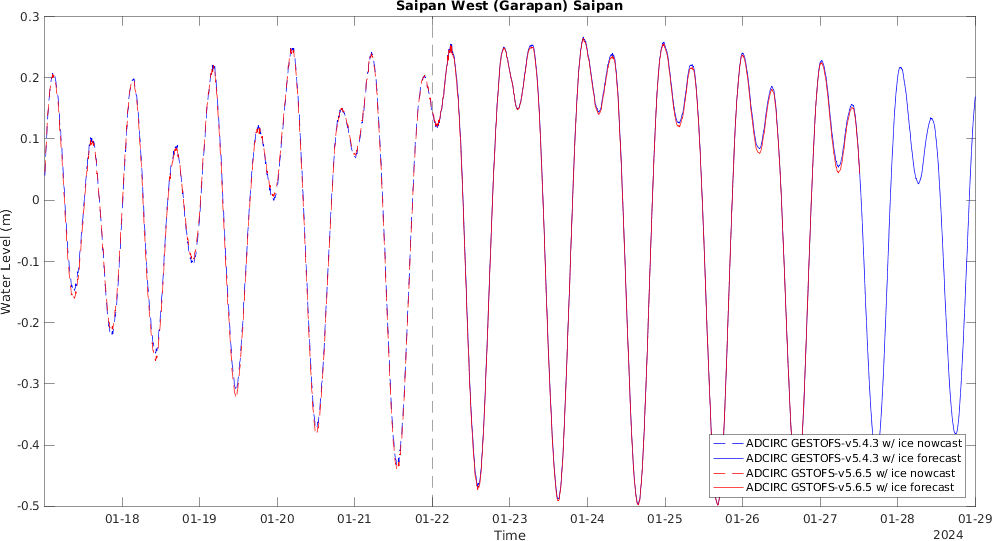 Saipan West (Garapan) Saipan
0.3
0.2
0.1
0
-0.1
-0.2
-0.3
-0.4
-0.5
Water Level (m)
ADCIRC GESTOFS-v5.4.3 w/ ice nowcast
ADCIRC GESTOFS-v5.4.3 w/ ice forecast
ADCIRC GSTOFS-v5.6.5 w/ ice nowcast
ADCIRC GSTOFS-v5.6.5 w/ ice forecast
01-18 01-19 01-20 01-21 01-22 01-23 01-24 01-25 01-26 01-27 01-28 01-29
Time
2024